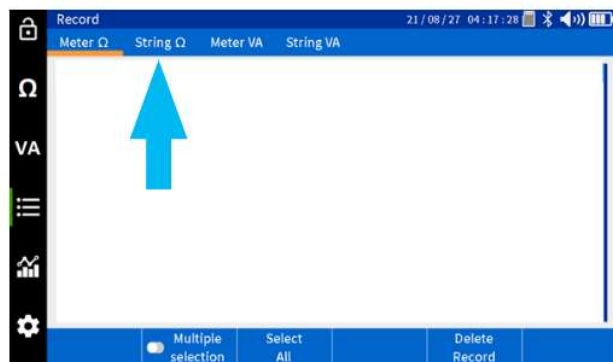 Record
21/08/27 04:17:28
Meter Ω String Ω Meter VA String VA
Ω
VA
Multiple selection
Select All
Delete Record